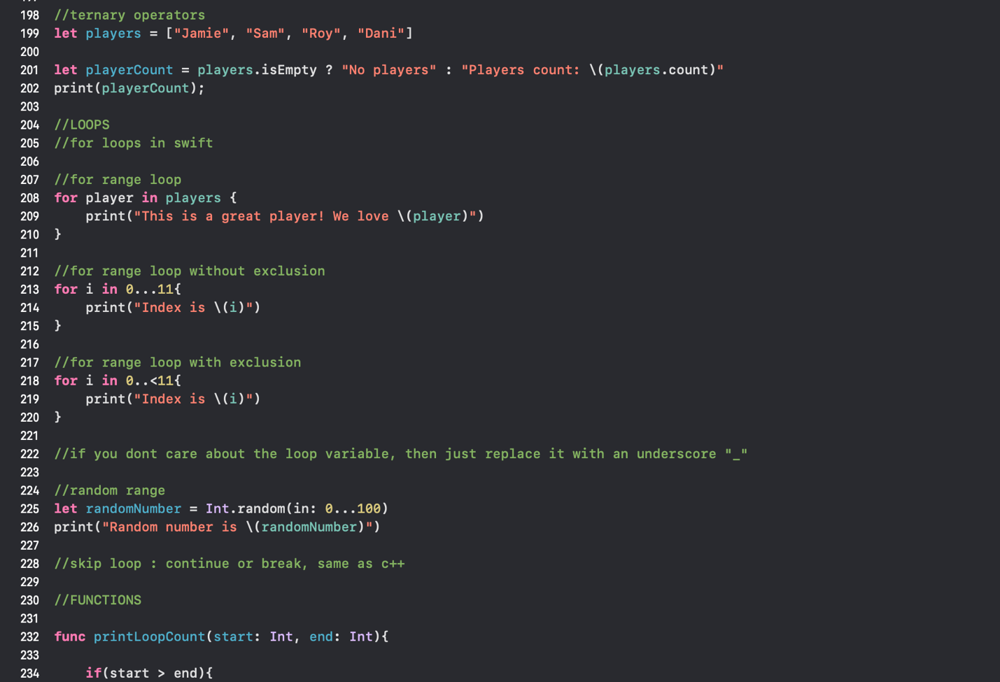 198 //ternary operators
199 let players = ["Jamie", "Sam", "Roy", "Dani"]
200
201 let playerCount = players.isEmpty ? "No players" : "Players count: \(players.count)"
202 print(playerCount);
203
204 //LOOPS
205 //for loops in swift
206
207 //for range loop
208 for player in players {
209     print("This is a great player! We love \(player)")
210 }
211
212 //for range loop without exclusion
213 for i in 0...11{
214     print("Index is \(i)")
215 }
216
217 //for range loop with exclusion
218 for i in 0..<11{
219     print("Index is \(i)")
220 }
221
222 //if you dont care about the loop variable, then just replace it with an underscore "_"
223
224 //random range
225 let randomNumber = Int.random(in: 0...100)
226 print("Random number is \(randomNumber)")
227
228 //skip loop : continue or break, same as c++
229
230 //FUNCTIONS
231
232 func printLoopCount(start: Int, end: Int){
233
234     if(start > end){